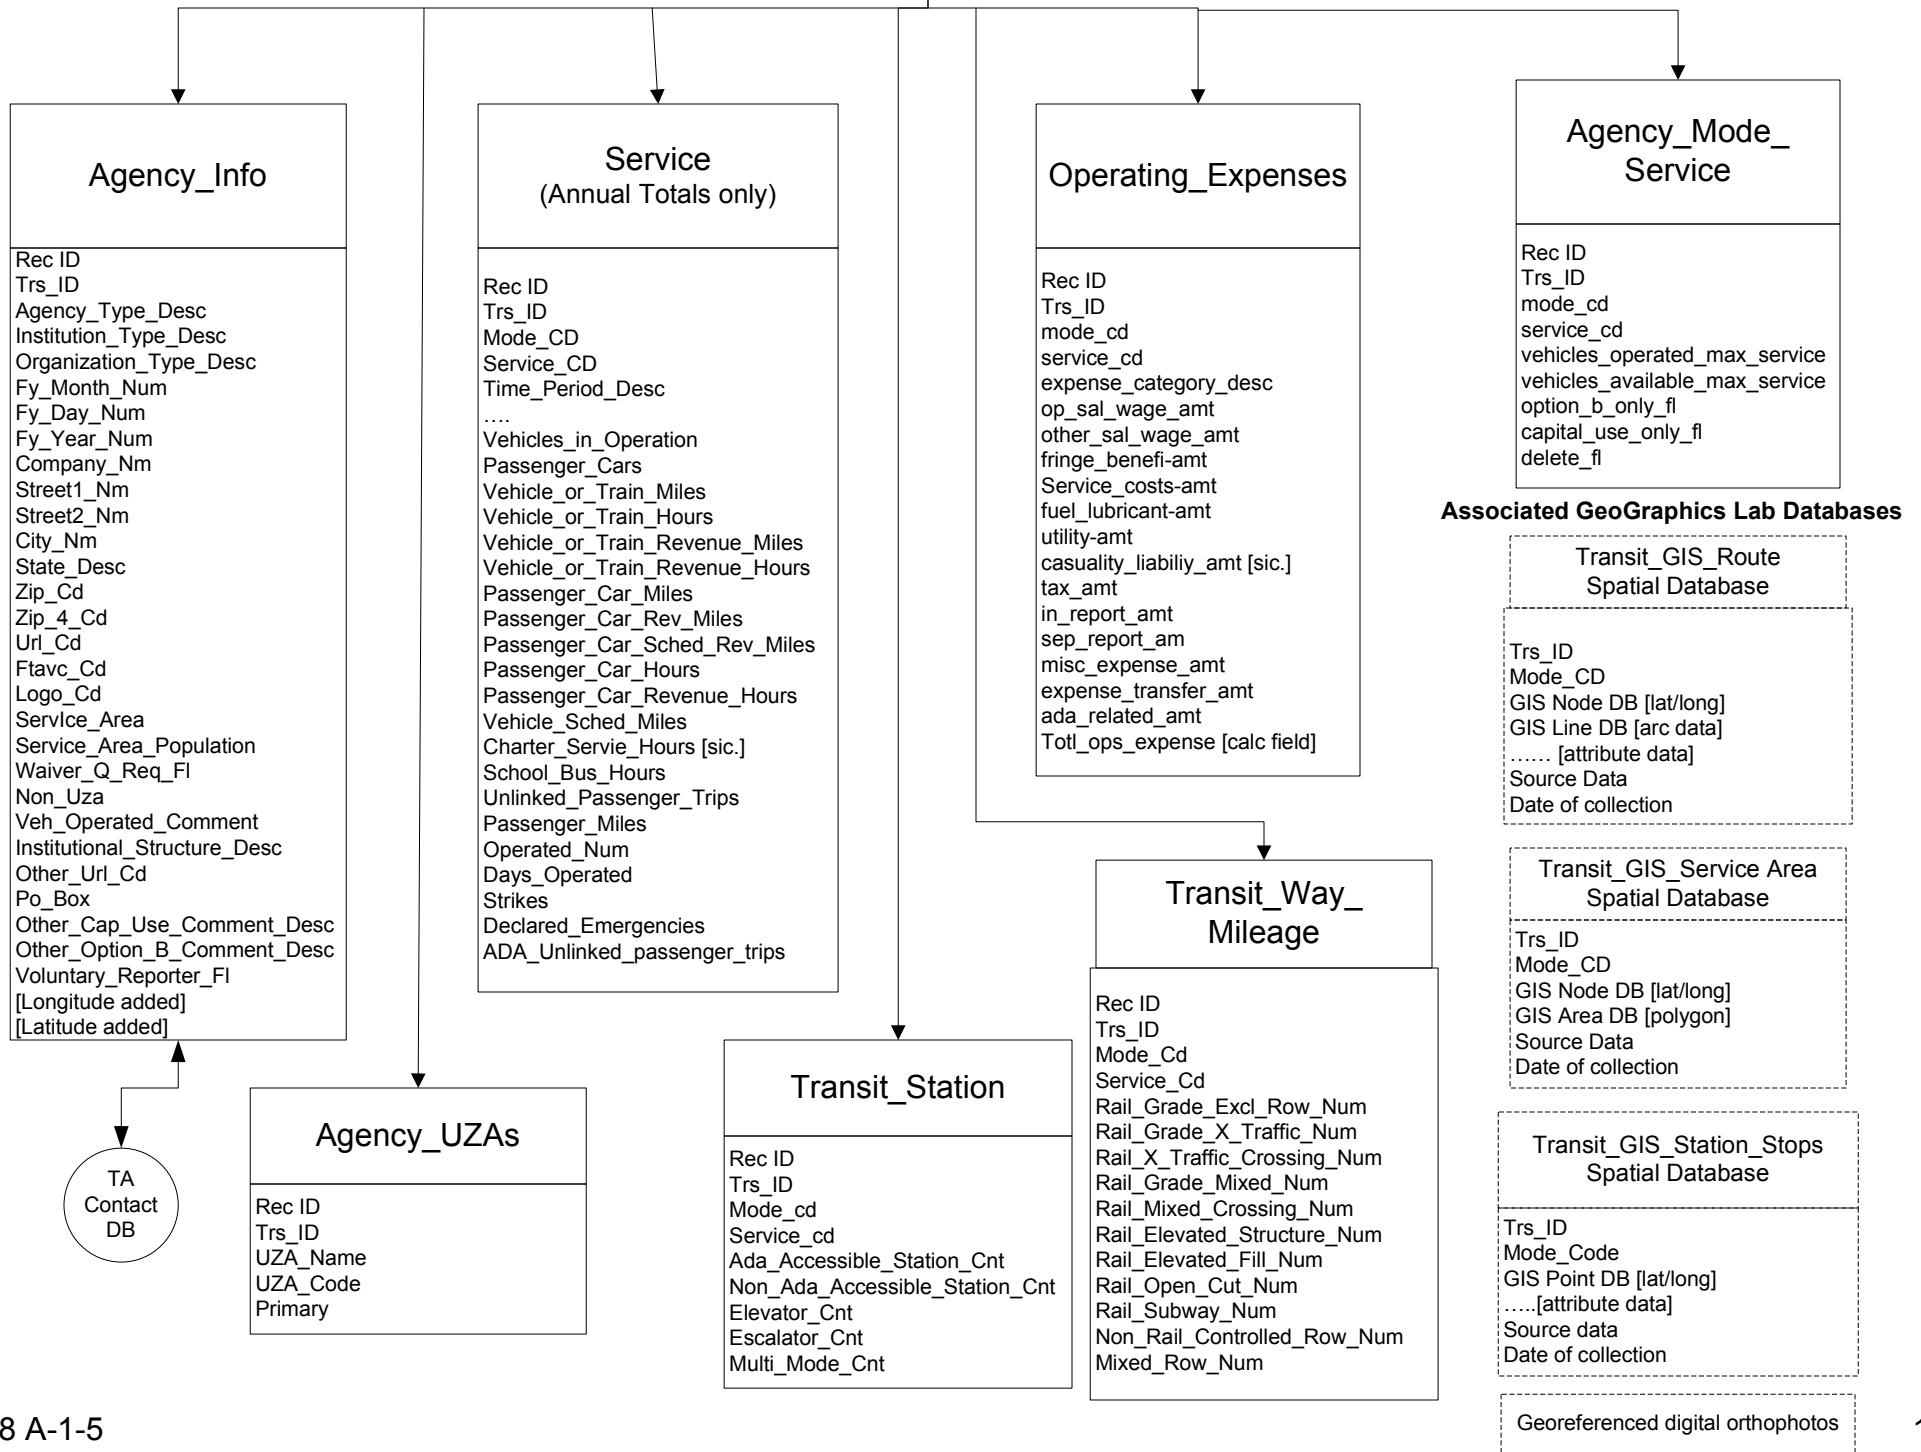 Agency_Info
Rec ID
Trs_ID
Agency_Type_Desc
Institution_Type_Desc
Organization_Type_Desc
Fy_Month_Num
Fy_Day_Num
Fy_Year_Num
Company_Nm
Street1_Nm
Street2_Nm
City_Nm
State_Desc
Zip_Cd
Zip_4_Cd
Url_Cd
Ftavc_Cd
Logo_Cd
ServIce_Area
Service_Area_Population
Waiver_Q_Req_Fl
Non_Uza
Veh_Operated_Comment
Institutional_Structure_Desc
Other_Url_Cd
Po_Box
Other_Cap_Use_Comment_Desc
Other_Option_B_Comment_Desc
Voluntary_Reporter_Fl
[Longitude added]
[Latitude added]
TA
Contact
DB
Agency_UZAs
Rec ID
Trs_ID
UZA_Name
UZA_Code
Primary
Service
(Annual Totals only)
Rec ID
Trs_ID
Mode_CD
Service_CD
Time_Period_Desc
....
Vehicles_in_Operation
Passenger_Cars
Vehicle_or_Train_Miles
Vehicle_or_Train_Hours
Vehicle_or_Train_Revenue_Miles
Vehicle_or_Train_Revenue_Hours
Passenger_Car_Miles
Passenger_Car_Rev_Miles
Passenger_Car_Sched_Rev_Miles
Passenger_Car_Hours
Passenger_Car_Revenue_Hours
Vehicle_Sched_Miles
Charter_Servie_Hours [sic.]
School_Bus_Hours
Unlinked_Passenger_Trips
Passenger_Miles
Operated_Num
Days_Operated
Strikes
Declared_Emergencies
ADA_Unlinked_passenger_trips
Transit_Station
Rec ID
Trs_ID
Mode_cd
Service_cd
Ada_Accessible_Station_Cnt
Non_Ada_Accessible_Station_Cnt
Elevator_Cnt
Escalator_Cnt
Multi_Mode_Cnt
Operating_Expenses
Rec ID
Trs_ID
mode_cd
service_cd
expense_category_desc
op_sal_wage_amt
other_sal_wage_amt
fringe_benefi-amt
Service_costs-amt
fuel_lubricant-amt
utility-amt
casuality_liabiliy_amt [sic.]
tax_amt
in_report_amt
sep_report_am
misc_expense_amt
expense_transfer_amt
ada_related_amt
Totl_ops_expense [calc field]
Transit_Way_
Mileage
Rec ID
Trs_ID
Mode_Cd
Service_Cd
Rail_Grade_Excl_Row_Num
Rail_Grade_X_Traffic_Num
Rail_X_Traffic_Crossing_Num
Rail_Grade_Mixed_Num
Rail_Mixed_Crossing_Num
Rail_Elevated_Structure_Num
Rail_Elevated_Fill_Num
Rail_Open_Cut_Num
Rail_Subway_Num
Non_Rail_Controlled_Row_Num
Mixed_Row_Num
Agency_Mode_
Service
Rec ID
Trs_ID
mode_cd
service_cd
vehicles_operated_max_service
vehicles_available_max_service
option_b_only_fl
capital_use_only_fl
delete_fl
Associated GeoGraphics Lab Databases
Transit_GIS_Route
Spatial Database
Trs_ID
Mode_CD
GIS Node DB [lat/long]
GIS Line DB [arc data]
...... [attribute data]
Source Data
Date of collection
Transit_GIS_Service Area
Spatial Database
Trs_ID
Mode_CD
GIS Node DB [lat/long]
GIS Area DB [polygon]
Source Data
Date of collection
Transit_GIS_Station_Stops
Spatial Database
Trs_ID
Mode_Code
GIS Point DB [lat/long]
.....[attribute data]
Source data
Date of collection
Georeferenced digital orthophotos
8 A-1-5